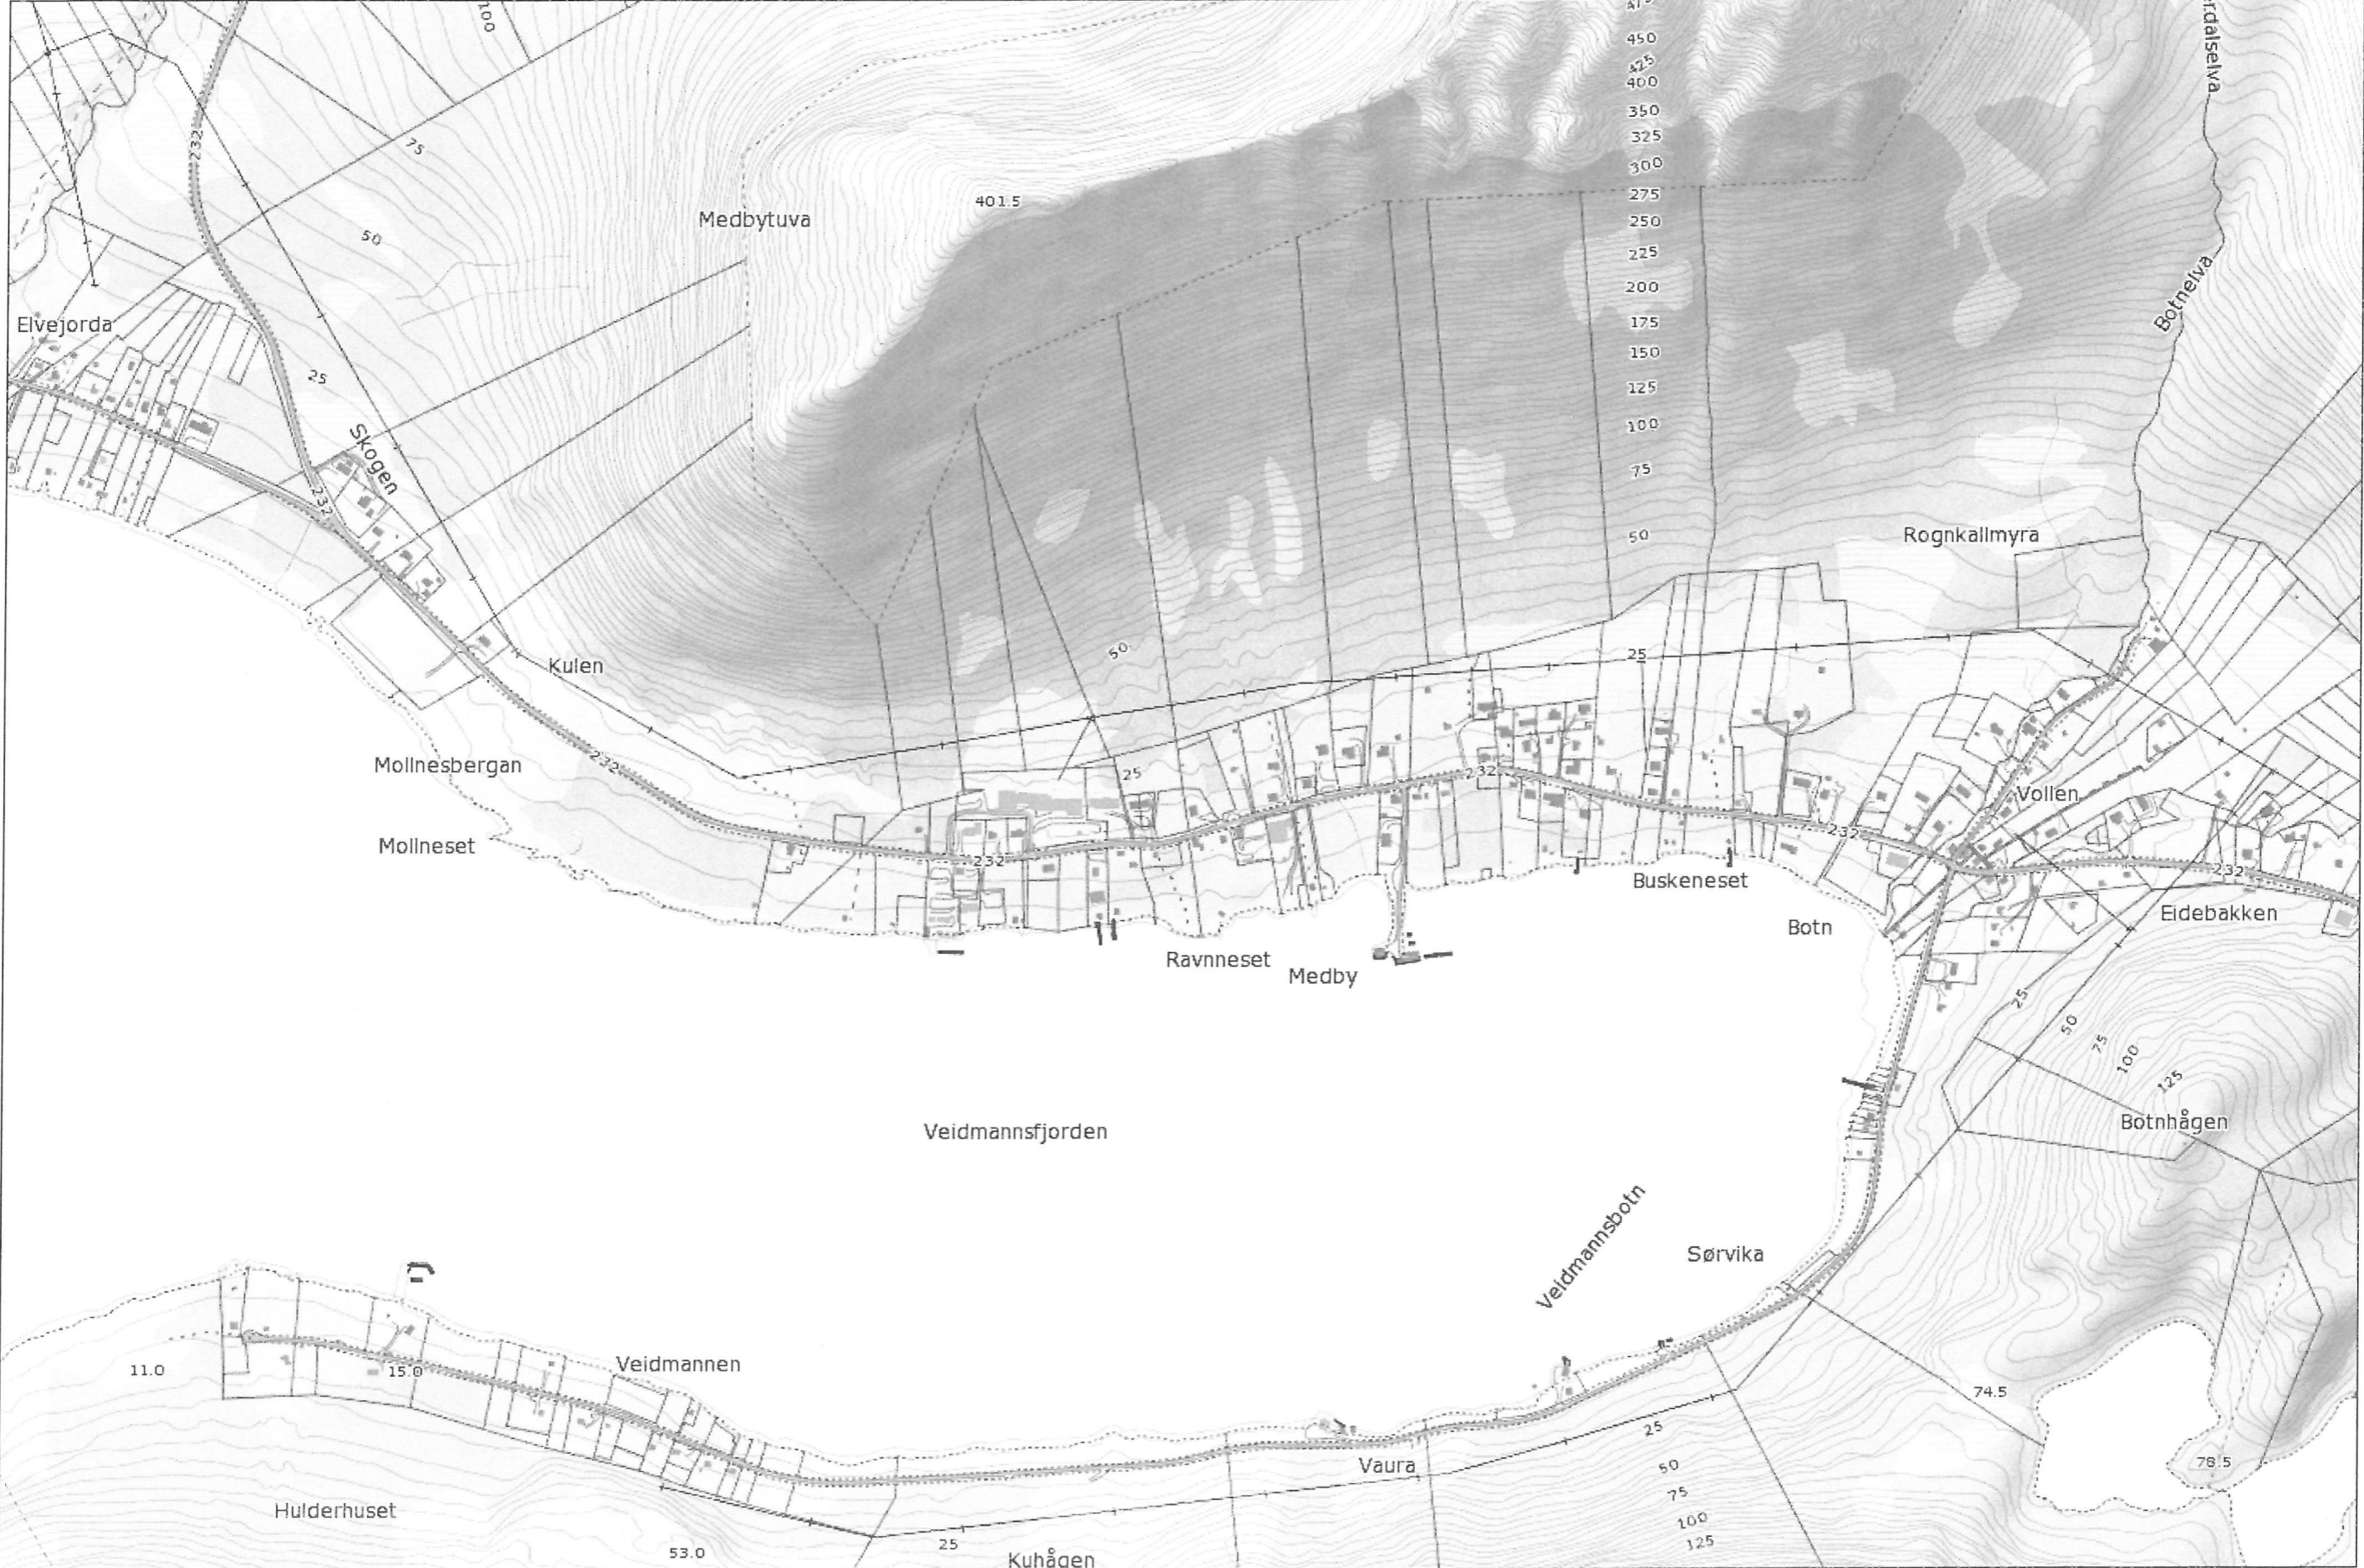 100
475
450
425
400
350
325
300
275
250
225
200
175
150
125
100
75
50
25
rdalselva
232
75
401.5
Medbytuva
50
Botnelva
Elvejorda
25
Skogen
232
Rognkallmyra
50
Kulen
Mollnesbergan
232
25
232
Vollen
Mollneset
232
232
232
Buskeneset
Eidebakken
Botn
Ravnneset
Medby
25
50
75
100
125
Botnhågen
Veidmannsfjorden
Veidmannsbotn
Sørvika
Veidmannen
11.0
15.0
74.5
25
Vaura
50
78.5
75
Hulderhuset
100
25
125
53.0
Kuhågen